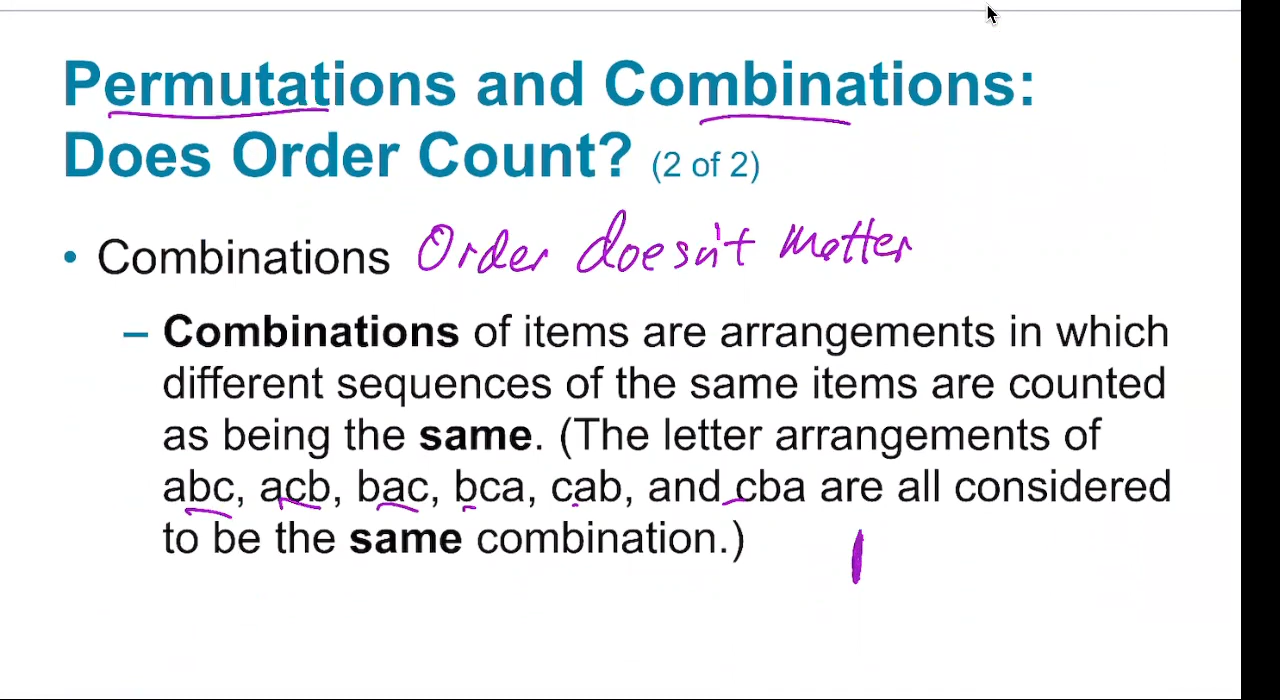 Permutations and Combinations:
Does Order Count? (2 of 2)
• Combinations Order doesn't matter
– Combinations of items are arrangements in which
different sequences of the same items are counted
as being the same. (The letter arrangements of
abc, acb, bac, bca, cab, and cba are all considered
to be the same combination.)
1